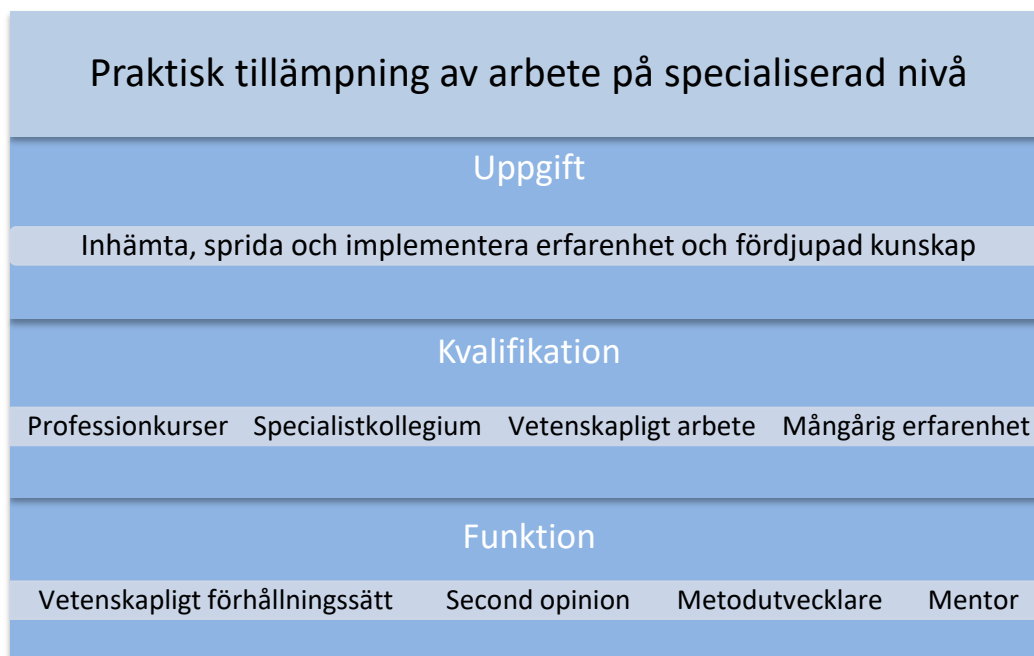 Praktisk tillämpning av arbete på specialiserad nivå
Uppgift
Inhämta, sprida och implementera erfarenhet och fördjupad kunskap
Kvalifikation
Professionkurser Specialistkollegium Vetenskapligt arbete Mångårig erfarenhet
Funktion
Vetenskapligt förhållningssätt Second opinion Metodutvecklare Mentor